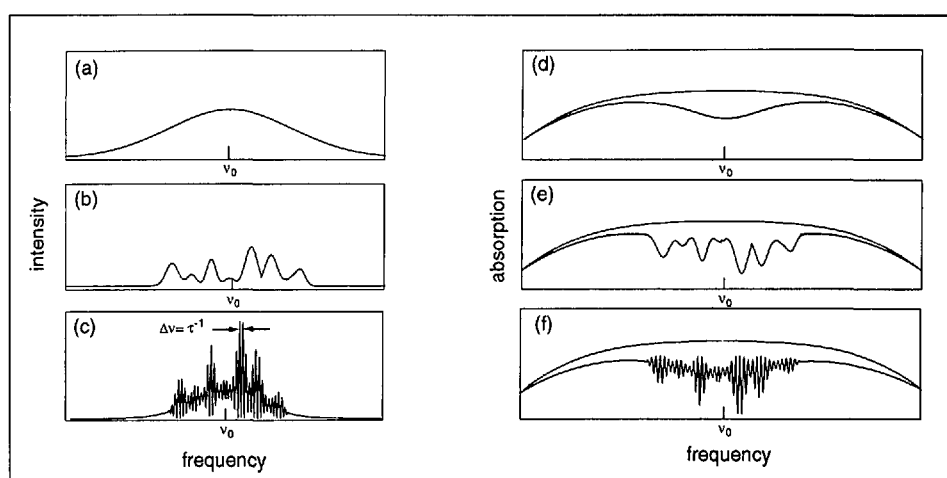 (a)
ν₀
(b)
intensity
ν₀
(c)
Δν= τ⁻¹
ν₀
frequency
(d)
ν₀
(e)
absorption
ν₀
(f)
ν₀
frequency